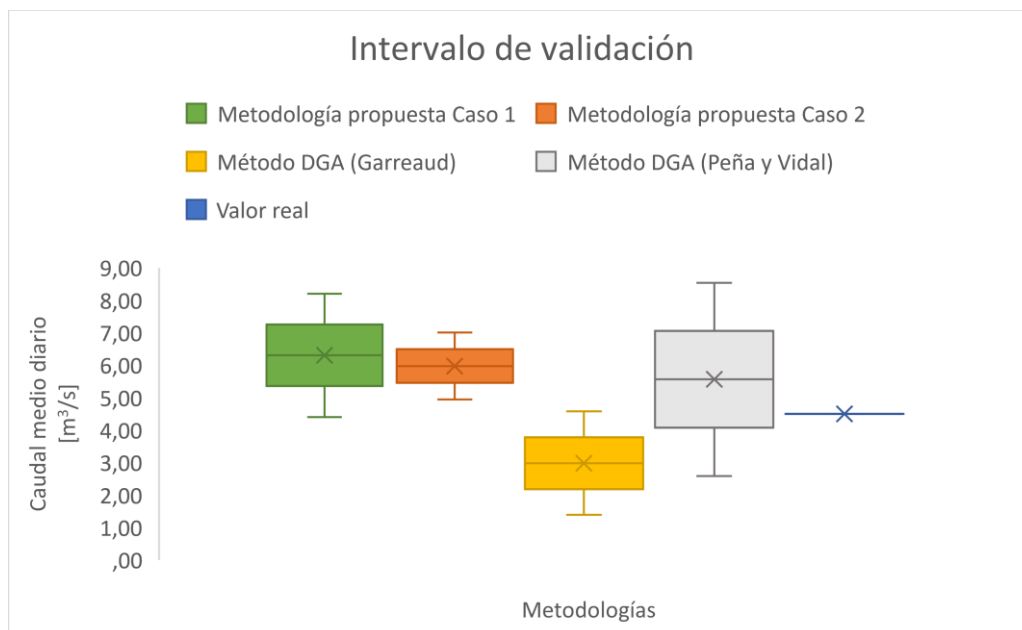 Intervalo de validación
Metodología propuesta Caso 1
Metodología propuesta Caso 2
Método DGA (Garreaud)
Método DGA (Peña y Vidal)
Valor real
Caudal medio diario
[m³/s]
9,00
8,00
7,00
6,00
5,00
4,00
3,00
2,00
1,00
,00
Metodologías